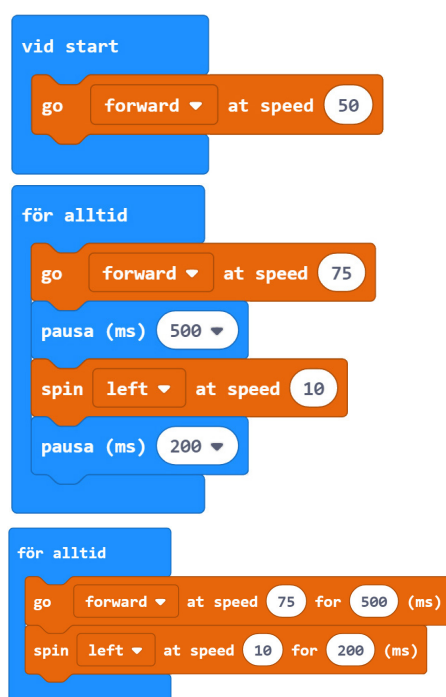 vid start
go forward at speed 50
för alltid
go forward at speed 75
pausa (ms) 500
spin left at speed 10
pausa (ms) 200
för alltid
go forward at speed 75 for 500 (ms)
spin left at speed 10 for 200 (ms)